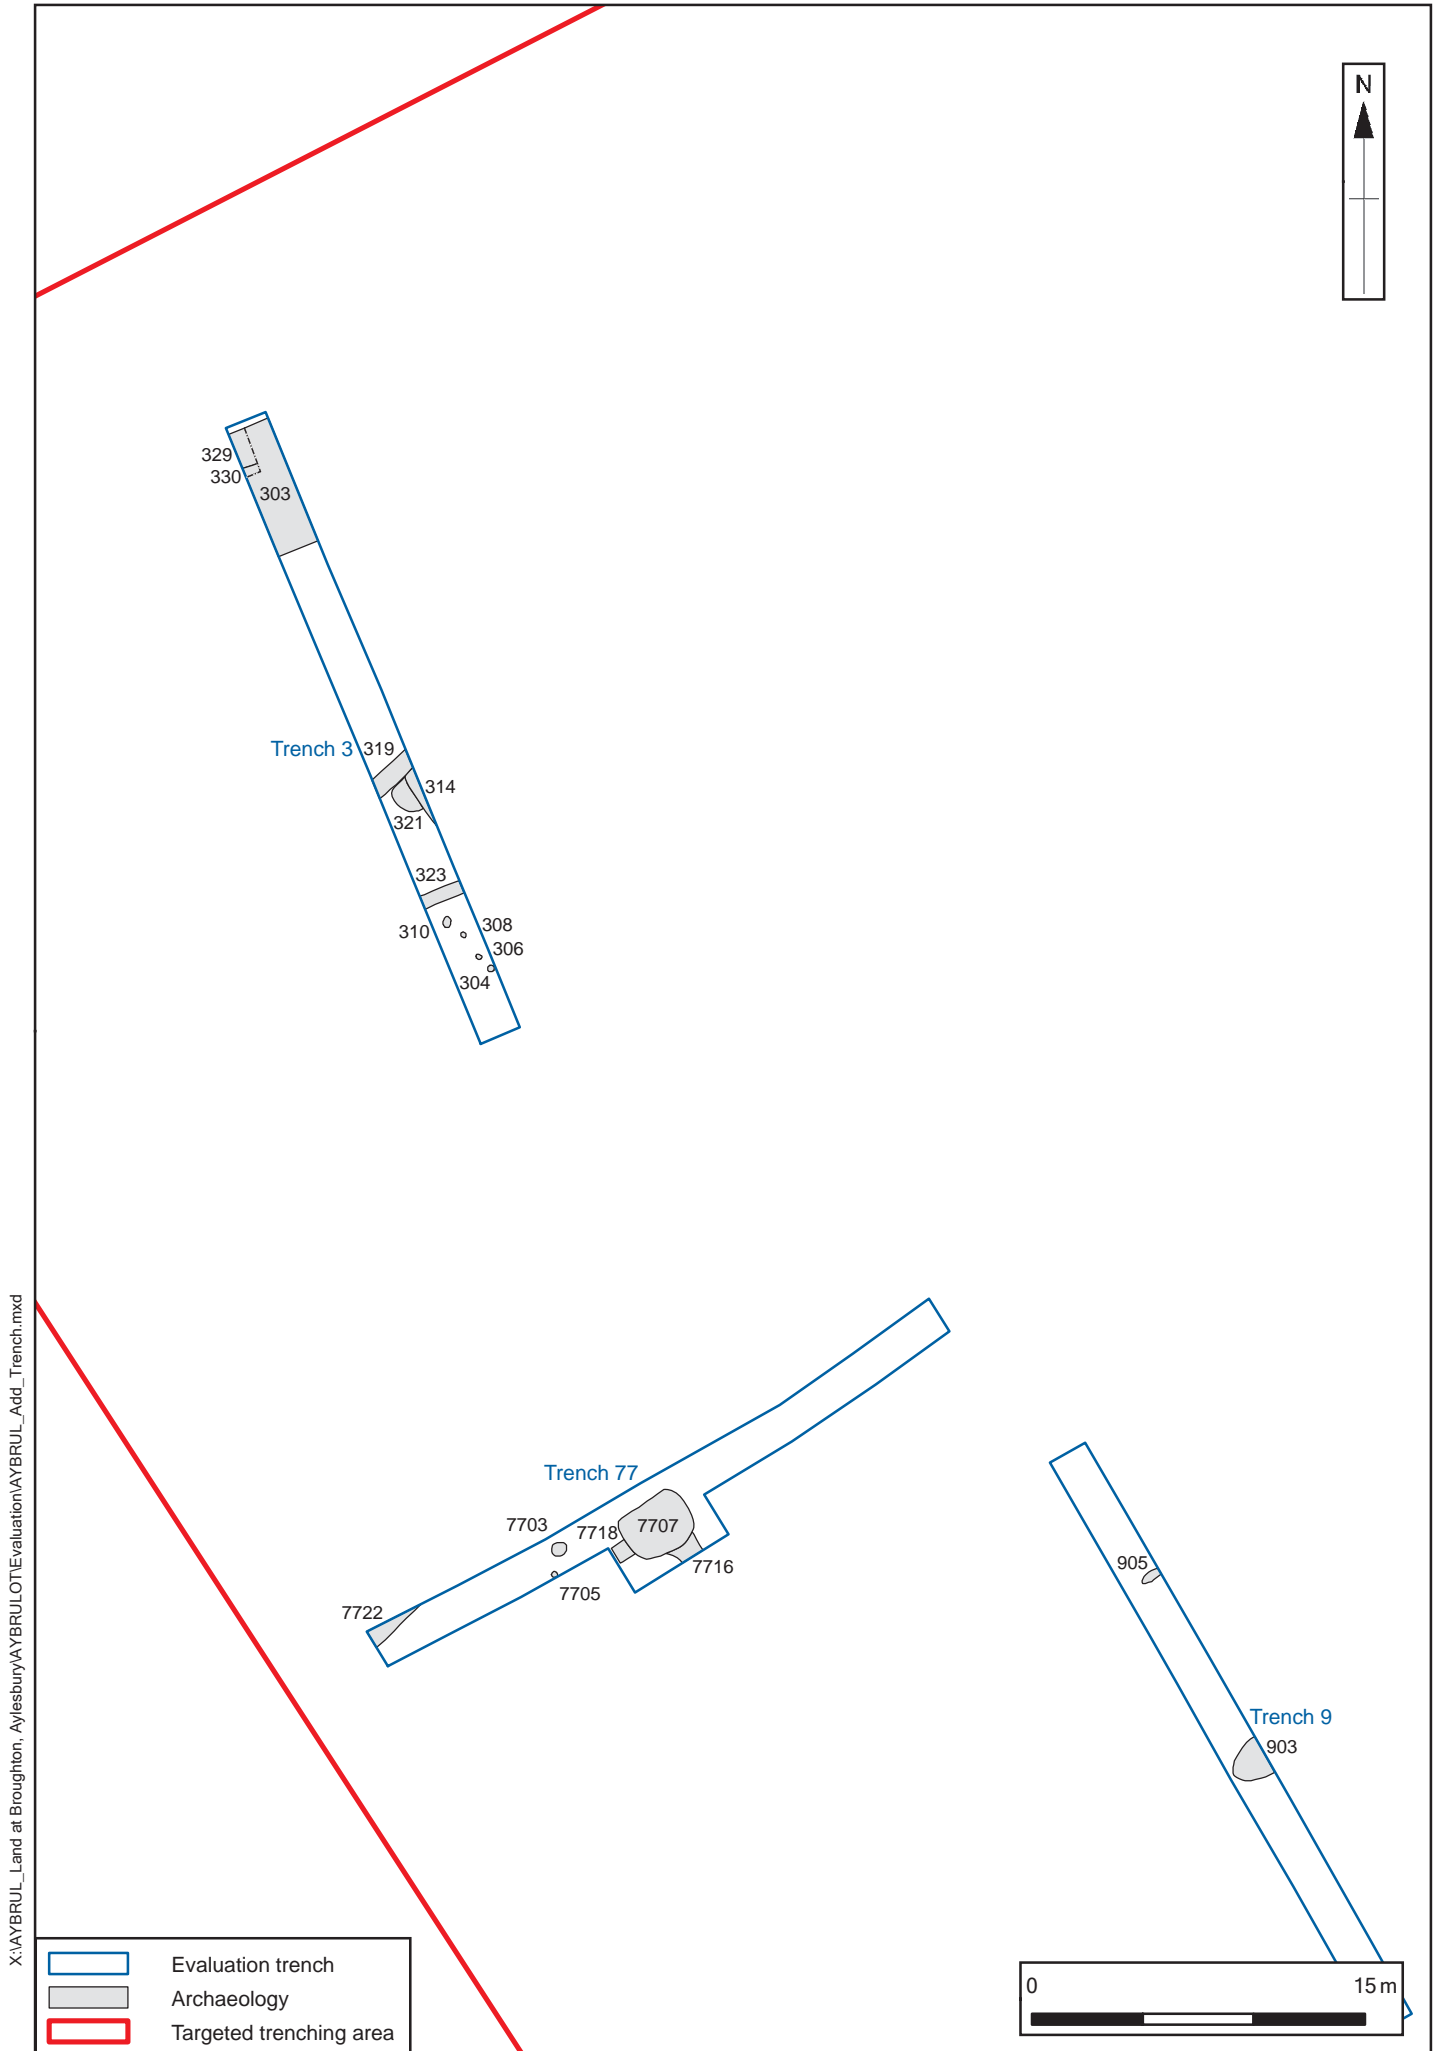 N
329
330
303
Trench 3
319
314
321
323
310
308
306
304
Trench 77
7703
7718
7707
7716
7705
7722
905
Trench 9
903
X:\AYBRUL_Land at Broughton, Aylesbury\AYBRULOT\Evaluation\AYBRUL_Add_Trench.mxd
Evaluation trench
Archaeology
Targeted trenching area
0 15 m